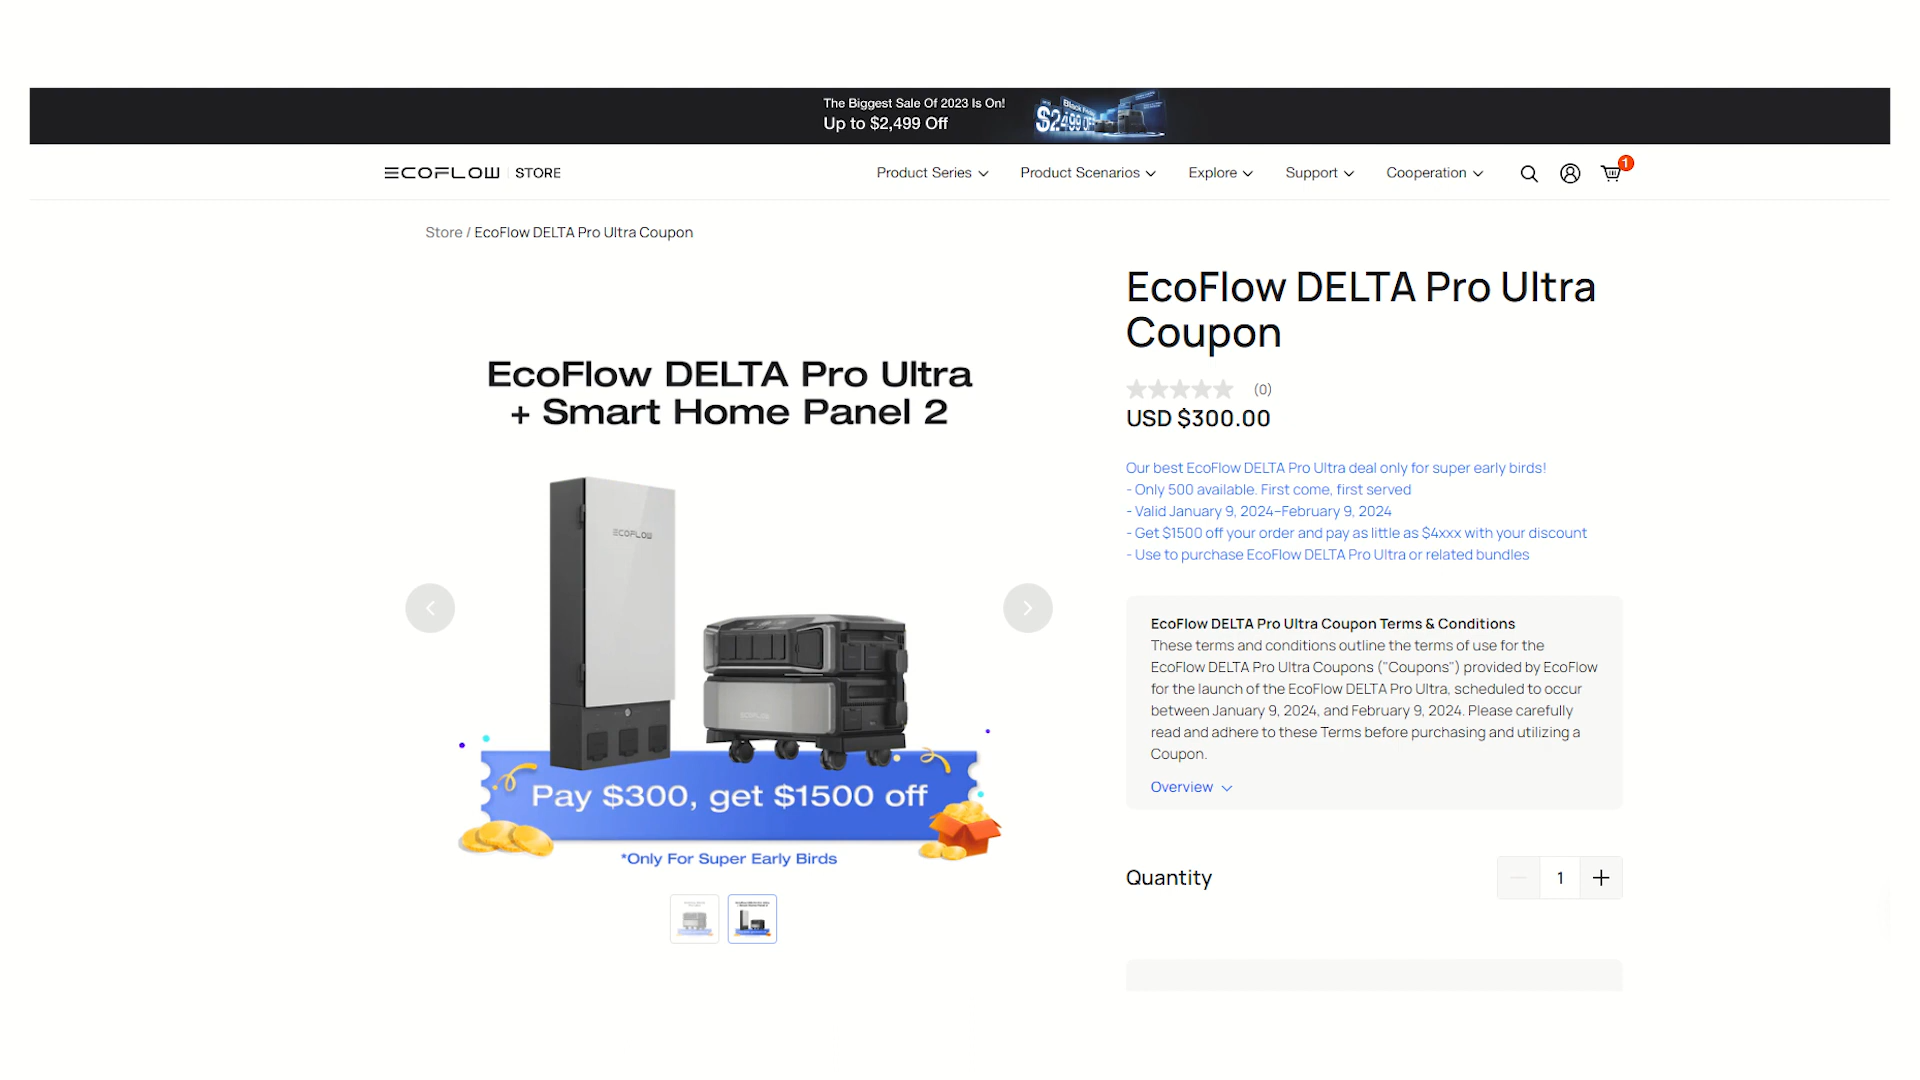 The Biggest Sale Of 2023 Is On!
Up to $2,499 Off
Black
$2499 OFF
ECOFLOW STORE
Product Series
Product Scenarios
Explore
Support
Cooperation
1
Store / EcoFlow DELTA Pro Ultra Coupon
EcoFlow DELTA Pro Ultra
+ Smart Home Panel 2
ECOFLOW
ECOFLOW
Pay $300, get $1500 off
*Only For Super Early Birds
EcoFlow DELTA Pro Ultra
Coupon
(0)
USD $300.00
Our best EcoFlow DELTA Pro Ultra deal only for super early birds!
- Only 500 available. First come, first served
- Valid January 9, 2024–February 9, 2024
- Get $1500 off your order and pay as little as $4xxx with your discount
- Use to purchase EcoFlow DELTA Pro Ultra or related bundles
EcoFlow DELTA Pro Ultra Coupon Terms & Conditions
These terms and conditions outline the terms of use for the
EcoFlow DELTA Pro Ultra Coupons ("Coupons") provided by EcoFlow
for the launch of the EcoFlow DELTA Pro Ultra, scheduled to occur
between January 9, 2024, and February 9, 2024. Please carefully
read and adhere to these Terms before purchasing and utilizing a
Coupon.
Overview
Quantity
1